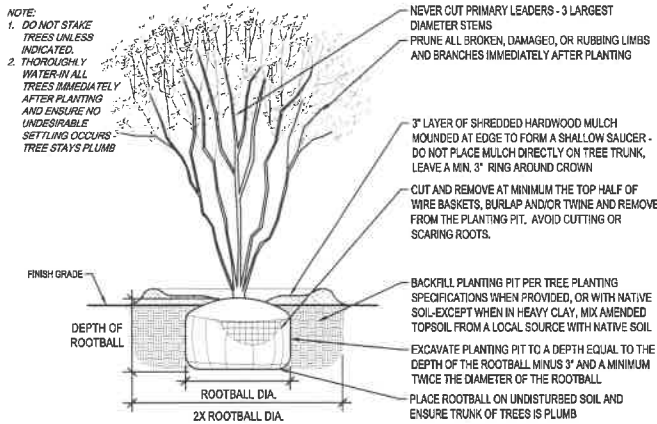 NOTE:
1. DO NOT STAKE
TREES UNLESS
INDICATED.
2. THOROUGHLY
WATER-IN ALL
TREES IMMEDIATELY
AFTER PLANTING
AND ENSURE NO
UNDESIRABLE
SETTLING OCCURS -
TREE STAYS PLUMB
NEVER CUT PRIMARY LEADERS - 3 LARGEST
DIAMETER STEMS
PRUNE ALL BROKEN, DAMAGED, OR RUBBING LIMBS
AND BRANCHES IMMEDIATELY AFTER PLANTING
3" LAYER OF SHREDDED HARDWOOD MULCH
MOUNDED AT EDGE TO FORM A SHALLOW SAUCER -
DO NOT PLACE MULCH DIRECTLY ON TREE TRUNK,
LEAVE A MIN. 3" RING AROUND CROWN
CUT AND REMOVE AT MINIMUM THE TOP HALF OF
WIRE BASKETS, BURLAP AND/OR TWINE AND REMOVE
FROM THE PLANTING PIT. AVOID CUTTING OR
SCARING ROOTS.
FINISH GRADE
DEPTH OF
ROOTBALL
BACKFILL PLANTING PIT PER TREE PLANTING
SPECIFICATIONS WHEN PROVIDED, OR WITH NATIVE
SOIL-EXCEPT WHEN IN HEAVY CLAY, MIX AMENDED
TOPSOIL FROM A LOCAL SOURCE WITH NATIVE SOIL
EXCAVATE PLANTING PIT TO A DEPTH EQUAL TO THE
DEPTH OF THE ROOTBALL MINUS 3" AND A MINIMUM
TWICE THE DIAMETER OF THE ROOTBALL
PLACE ROOTBALL ON UNDISTURBED SOIL AND
ENSURE TRUNK OF TREES IS PLUMB
ROOTBALL DIA.
2X ROOTBALL DIA.